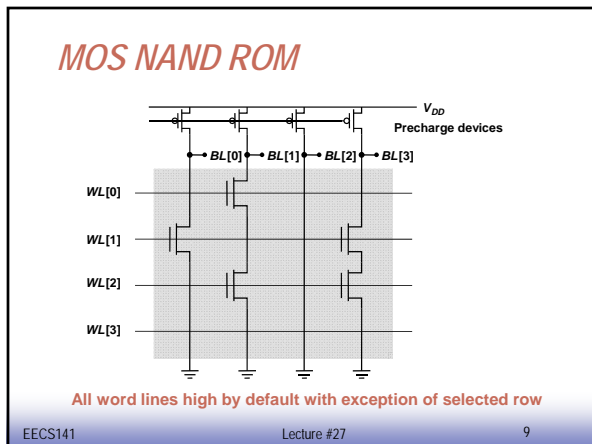 MOS NAND ROM
V_DD
Precharge devices
BL[0] BL[1] BL[2] BL[3]
WL[0]
WL[1]
WL[2]
WL[3]
All word lines high by default with exception of selected row
EECS141 Lecture #27 9